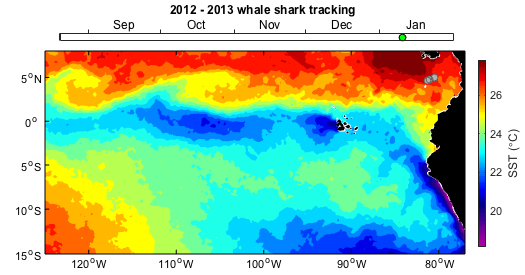 2012 - 2013 whale shark tracking
Sep Oct Nov Dec Jan
5°N
0°
5°S
10°S
15°S
120°W 110°W 100°W 90°W 80°W
26
24
22
20
SST (°C)